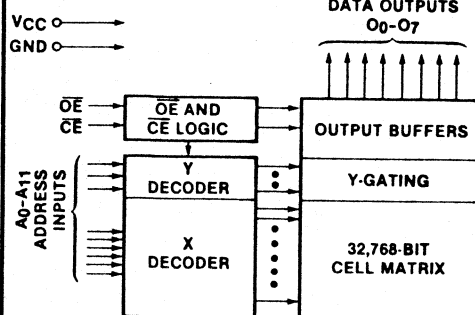 VCC
GND
DATA OUTPUTS
O0-O7
OE
CE
OE AND
CE LOGIC
OUTPUT BUFFERS
Y
DECODER
Y-GATING
A0-A11
ADDRESS
INPUTS
X
DECODER
32,768-BIT
CELL MATRIX